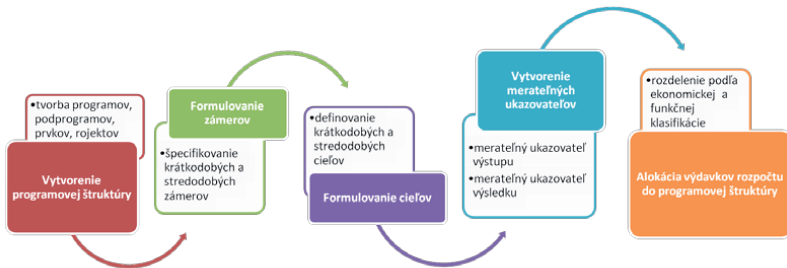 •tvorba programov,
podprogramov,
prvkov, rojektov
Vytvorenie
programovej štruktúry
Formulovanie
zámerov
•špecifikovanie
krátkodobých a
stredodobých
zámerov
•definovanie
krátkodobých a
stredodobých
cieľov
Formulovanie cieľov
Vytvorenie
merateľných
ukazovateľov
•merateľný ukazovateľ
výstupu
•merateľný ukazovateľ
výsledku
•rozdelenie podľa
ekonomickej a
funkčnej
klasifikácie
Alokácia výdavkov rozpočtu
do programovej štruktúry